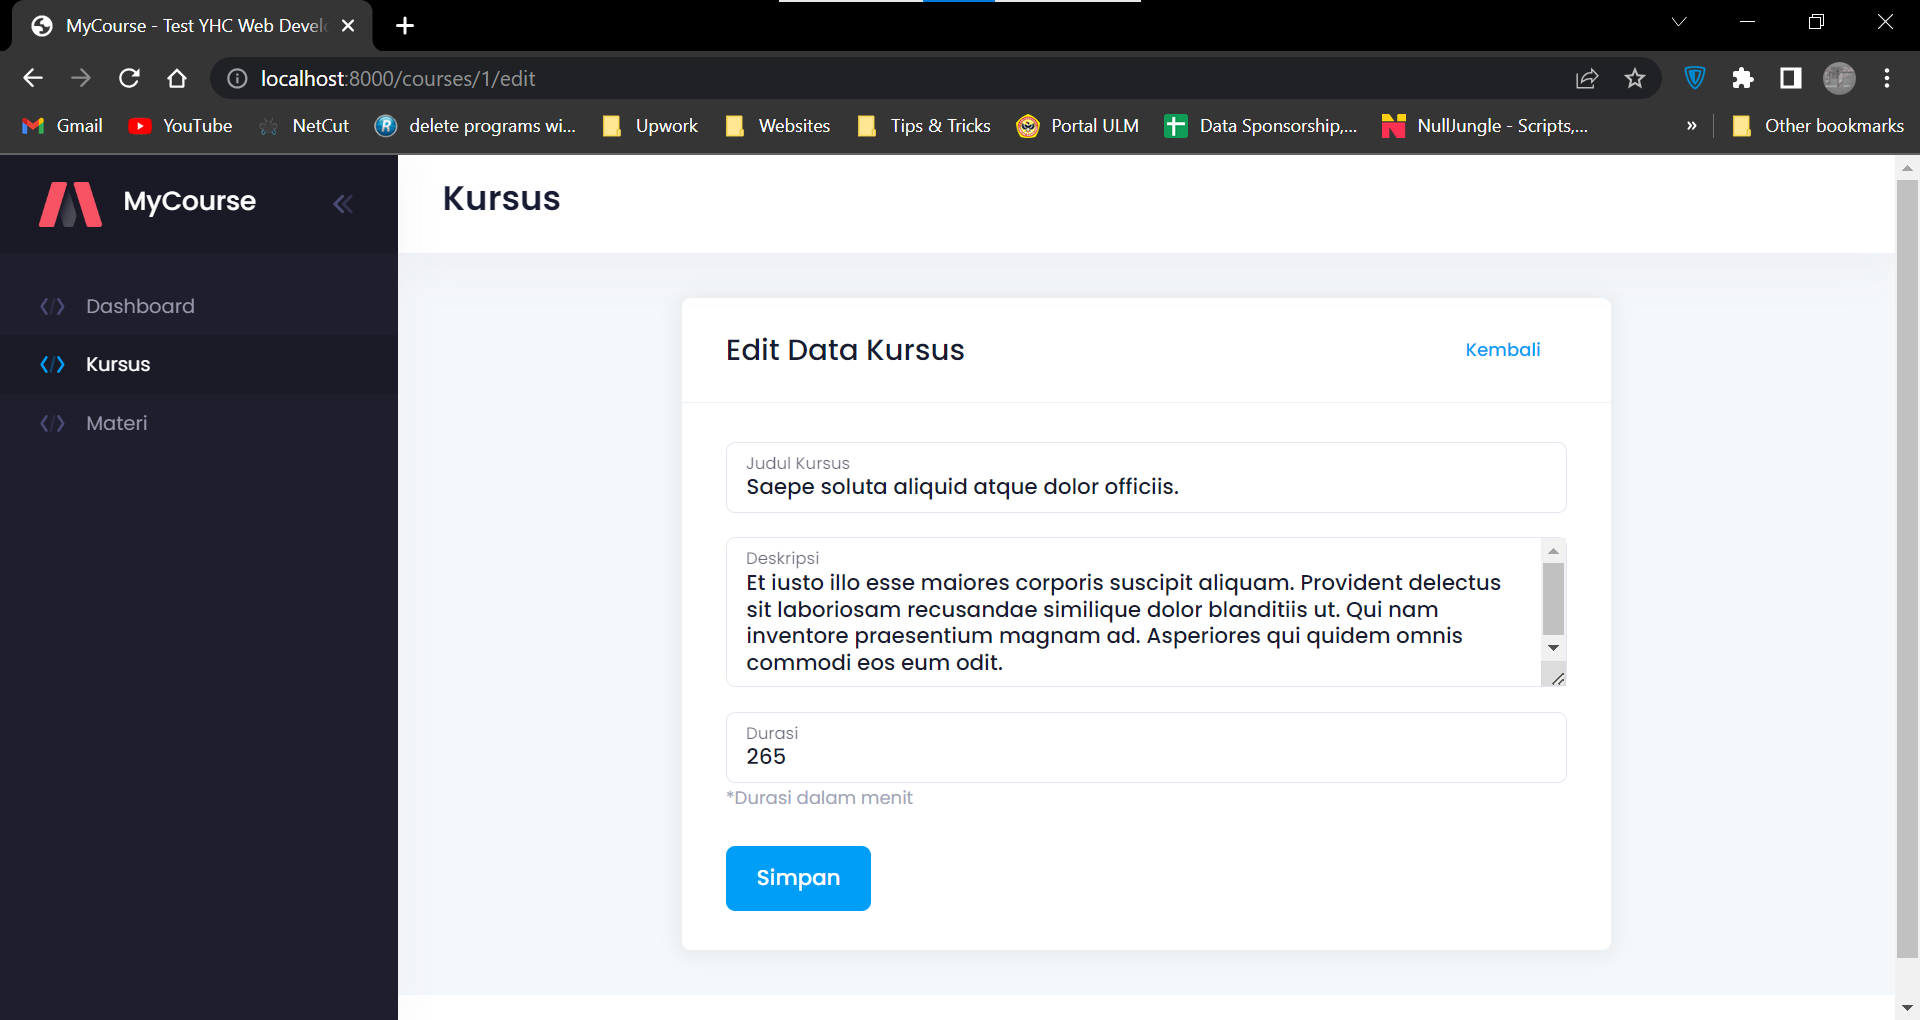 MyCourse - Test YHC Web Devel
localhost:8000/courses/1/edit
Gmail
YouTube
NetCut
delete programs wi...
Upwork
Websites
Tips & Tricks
Portal ULM
Data Sponsorship,...
NullJungle - Scripts,...
»
Other bookmarks
MyCourse
Kursus
Dashboard
Kursus
Materi
Edit Data Kursus
Kembali
Judul Kursus
Saepe soluta aliquid atque dolor officiis.
Deskripsi
Et iusto illo esse maiores corporis suscipit aliquam. Provident delectus
sit laboriosam recusandae similique dolor blanditiis ut. Qui nam
inventore praesentium magnam ad. Asperiores qui quidem omnis
commodi eos eum odit.
Durasi
265
*Durasi dalam menit
Simpan